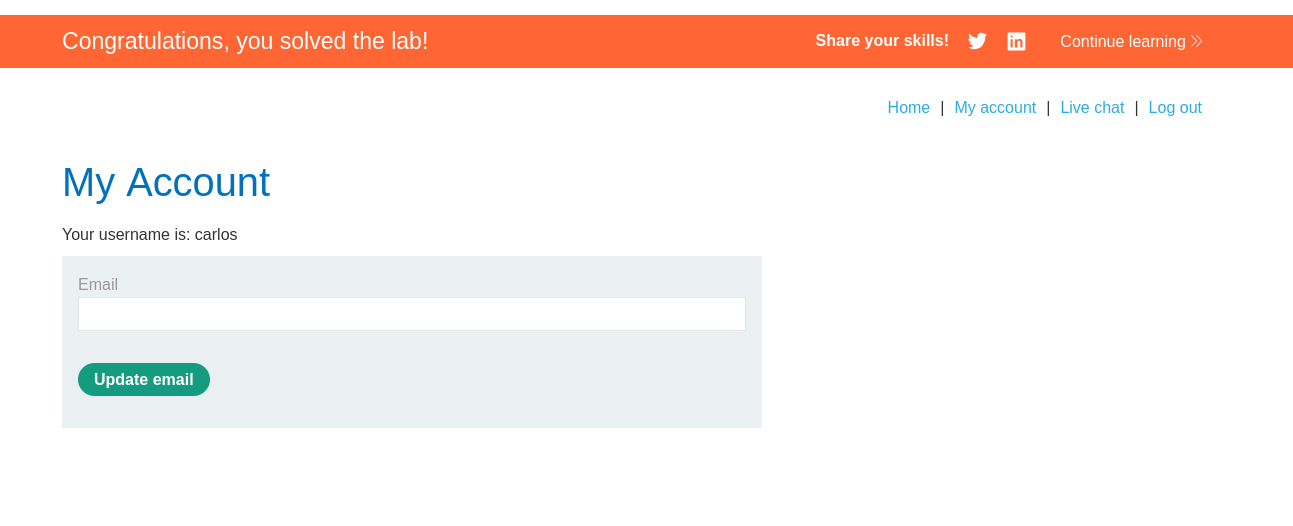 Congratulations, you solved the lab!
Share your skills!
Continue learning
Home | My account | Live chat | Log out
My Account
Your username is: carlos
Email
Update email